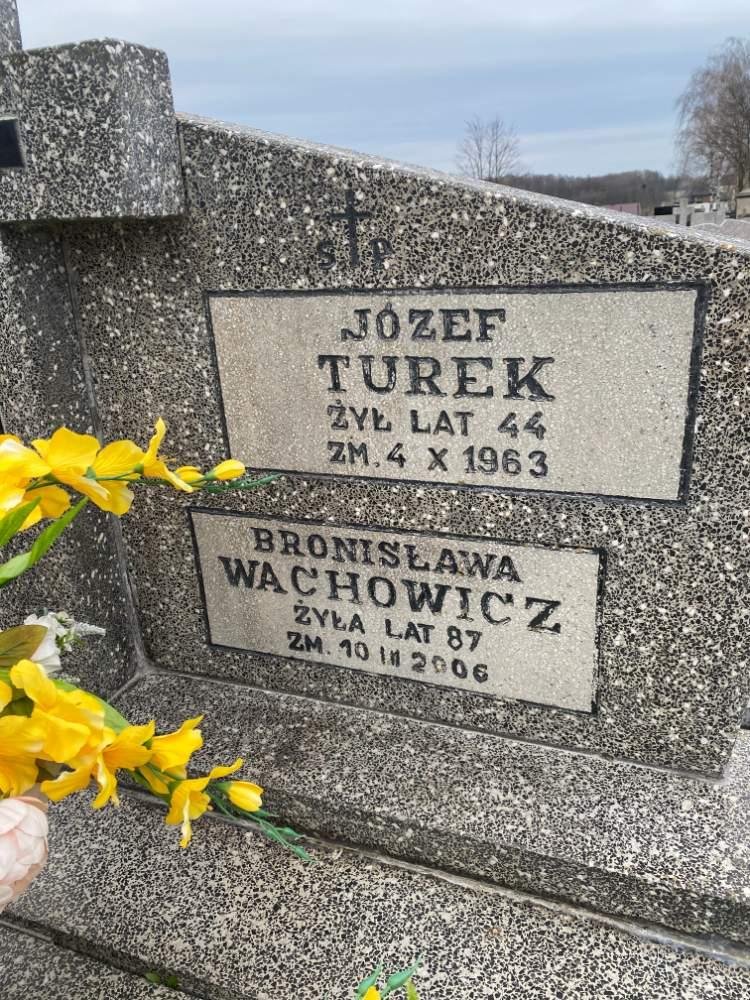 S P
JÓZEF
TUREK
ŻYŁ LAT 44
ZM. 4 X 1963
BRONISŁAWA
WACHOWICZ
ŻYŁA LAT 87
ZM. 10 III 2006